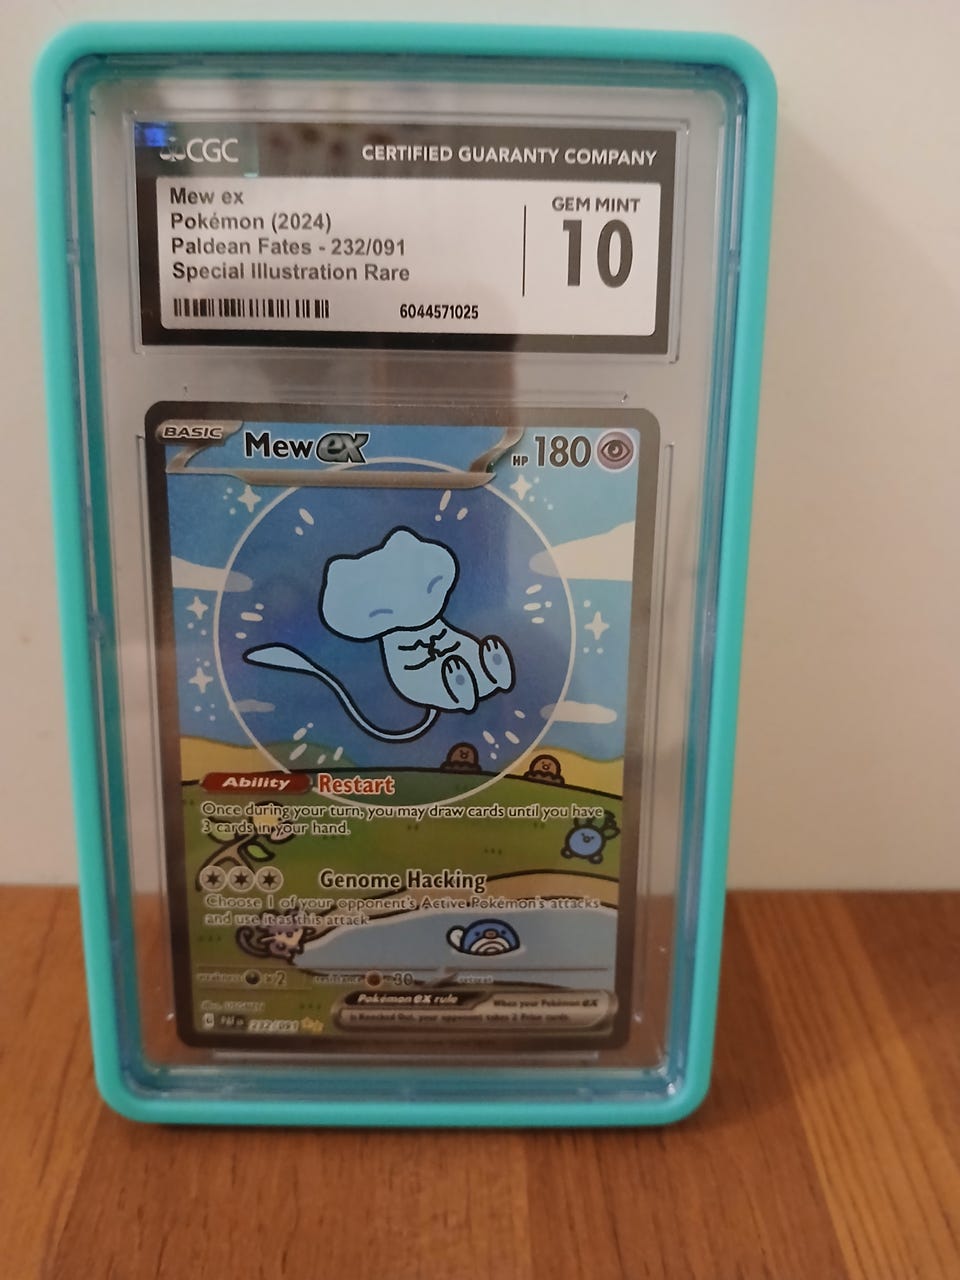 CGC CERTIFIED GUARANTY COMPANY
Mew ex
Pokémon (2024)
Paldean Fates - 232/091
Special Illustration Rare
6044571025
GEM MINT
10
BASIC Mew ex HP 180
Ability Restart
Once during your turn, you may draw cards until you have
3 cards in your hand.
Genome Hacking
Choose 1 of your opponent's Active Pokémon's attacks
and use it as this attack.
weakness ×2 resistance -30 retreat
Pokémon ex rule When your Pokémon ex
is Knocked Out, your opponent takes 2 Prize cards.
G PAF 232/091